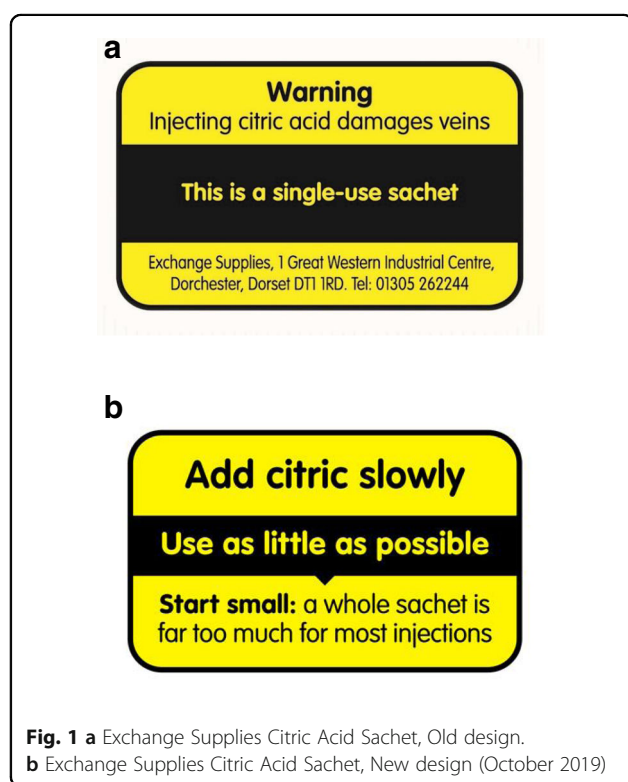 a
Warning
Injecting citric acid damages veins
This is a single-use sachet
Exchange Supplies, 1 Great Western Industrial Centre,
Dorchester, Dorset DT1 1RD. Tel: 01305 262244
b
Add citric slowly
Use as little as possible
Start small: a whole sachet is
far too much for most injections
Fig. 1 a Exchange Supplies Citric Acid Sachet, Old design.
b Exchange Supplies Citric Acid Sachet, New design (October 2019)